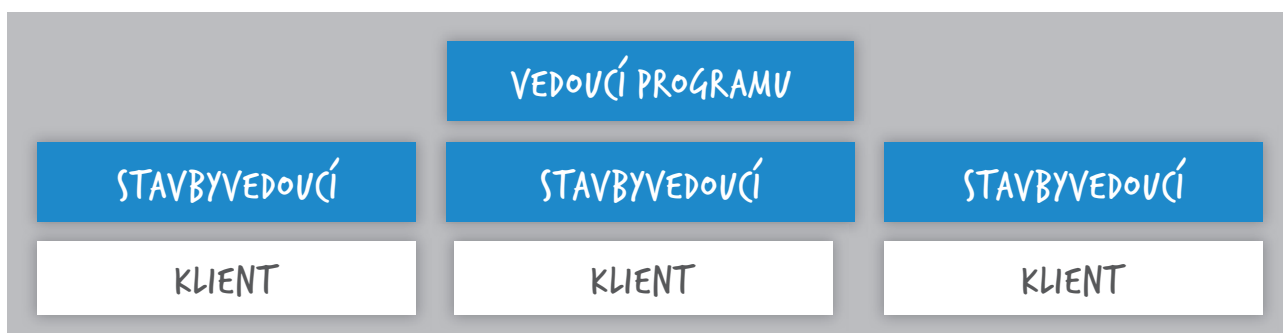 VEDOUCÍ PROGRAMU
STAVBYVEDOUCÍ STAVBYVEDOUCÍ STAVBYVEDOUCÍ
KLIENT KLIENT KLIENT